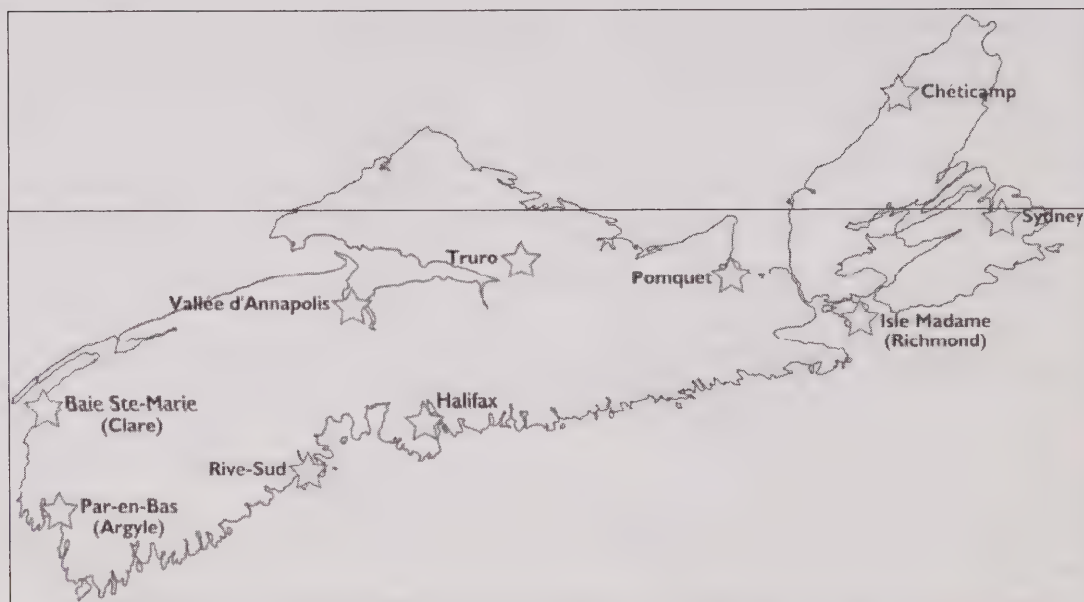 Chéticamp
Sydney
Truro
Pomquet
Vallée d'Annapolis
Isle Madame
(Richmond)
Baie Ste-Marie
(Clare)
Halifax
Rive-Sud
Par-en-Bas
(Argyle)